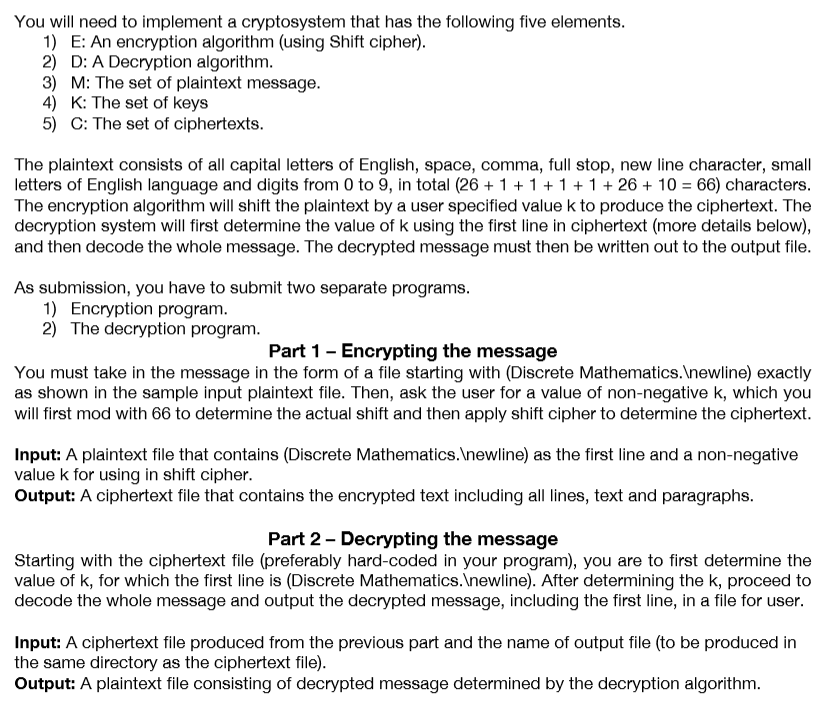 You will need to implement a cryptosystem that has the following five elements.
1) E: An encryption algorithm (using Shift cipher).
2) D: A Decryption algorithm.
3) M: The set of plaintext message.
4) K: The set of keys
5) C: The set of ciphertexts.
The plaintext consists of all capital letters of English, space, comma, full stop, new line character, small
letters of English language and digits from 0 to 9, in total (26 + 1 + 1 + 1 + 1 + 26 + 10 = 66) characters.
The encryption algorithm will shift the plaintext by a user specified value k to produce the ciphertext. The
decryption system will first determine the value of k using the first line in ciphertext (more details below),
and then decode the whole message. The decrypted message must then be written out to the output file.
As submission, you have to submit two separate programs.
1) Encryption program.
2) The decryption program.
Part 1 – Encrypting the message
You must take in the message in the form of a file starting with (Discrete Mathematics.\newline) exactly
as shown in the sample input plaintext file. Then, ask the user for a value of non-negative k, which you
will first mod with 66 to determine the actual shift and then apply shift cipher to determine the ciphertext.
Input: A plaintext file that contains (Discrete Mathematics.\newline) as the first line and a non-negative
value k for using in shift cipher.
Output: A ciphertext file that contains the encrypted text including all lines, text and paragraphs.
Part 2 – Decrypting the message
Starting with the ciphertext file (preferably hard-coded in your program), you are to first determine the
value of k, for which the first line is (Discrete Mathematics.\newline). After determining the k, proceed to
decode the whole message and output the decrypted message, including the first line, in a file for user.
Input: A ciphertext file produced from the previous part and the name of output file (to be produced in
the same directory as the ciphertext file).
Output: A plaintext file consisting of decrypted message determined by the decryption algorithm.